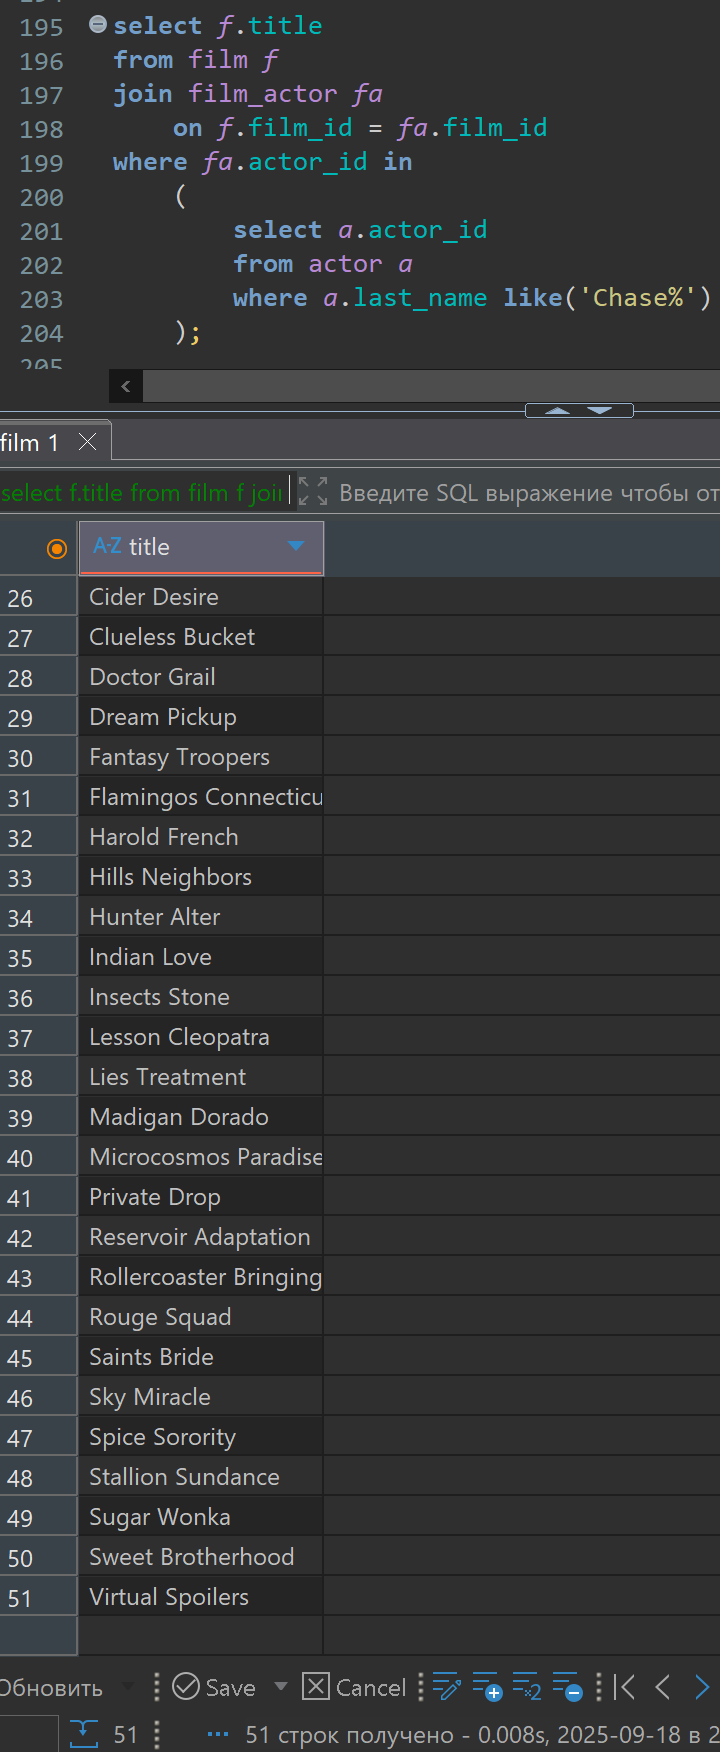 195 select f.title
196 from film f
197 join film_actor fa
198 on f.film_id = fa.film_id
199 where fa.actor_id in
200 (
201 select a.actor_id
202 from actor a
203 where a.last_name like('Chase%')
204 );
205
film 1
select f.title from film f joi
Введите SQL выражение чтобы от
A-Z title
26 Cider Desire
27 Clueless Bucket
28 Doctor Grail
29 Dream Pickup
30 Fantasy Troopers
31 Flamingos Connecticu
32 Harold French
33 Hills Neighbors
34 Hunter Alter
35 Indian Love
36 Insects Stone
37 Lesson Cleopatra
38 Lies Treatment
39 Madigan Dorado
40 Microcosmos Paradise
41 Private Drop
42 Reservoir Adaptation
43 Rollercoaster Bringing
44 Rouge Squad
45 Saints Bride
46 Sky Miracle
47 Spice Sorority
48 Stallion Sundance
49 Sugar Wonka
50 Sweet Brotherhood
51 Virtual Spoilers
Обновить Save Cancel
51 ··· 51 строк получено - 0.008s, 2025-09-18 в 2